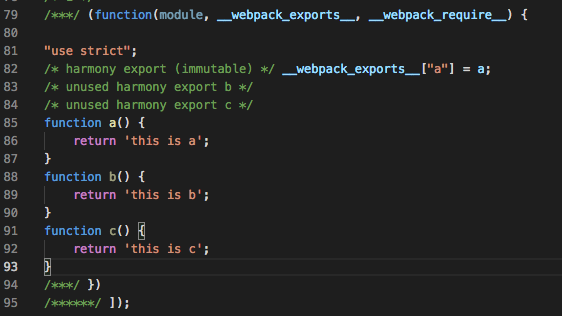 79 /***/ (function(module, __webpack_exports__, __webpack_require__) {
80
81 "use strict";
82 /* harmony export (immutable) */ __webpack_exports__["a"] = a;
83 /* unused harmony export b */
84 /* unused harmony export c */
85 function a() {
86     return 'this is a';
87 }
88 function b() {
89     return 'this is b';
90 }
91 function c() {
92     return 'this is c';
93 }
94 /***/ })
95 /******/ ]);